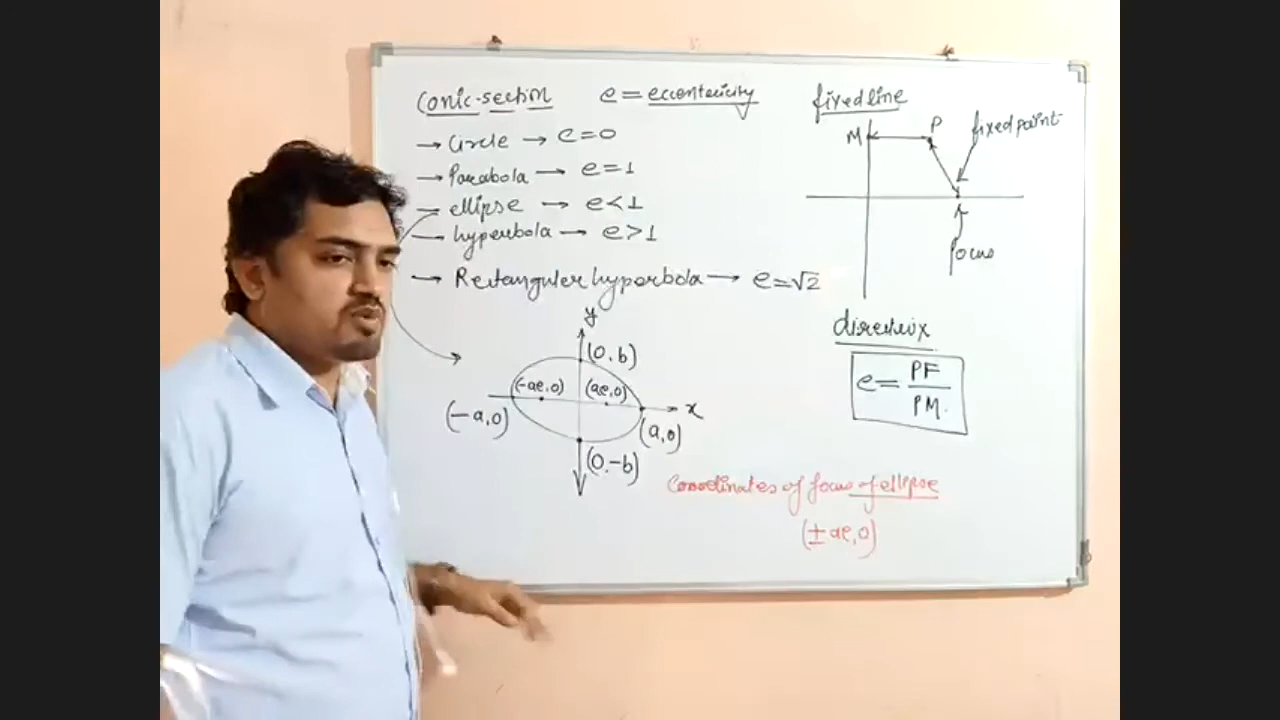 Conic-section e = eccentricity
→ Circle → e = 0
→ Parabola → e = 1
→ ellipse → e < 1
→ hyperbola → e > 1
→ Rectangular hyperbola → e = √2
fixed line
M P fixed point
focus
directrix
e = PF / PM.
y
(0, b)
(-ae, 0) (ae, 0)
x
(-a, 0) (a, 0)
(0, -b)
Coordinates of focus of ellipse
(± ae, 0)